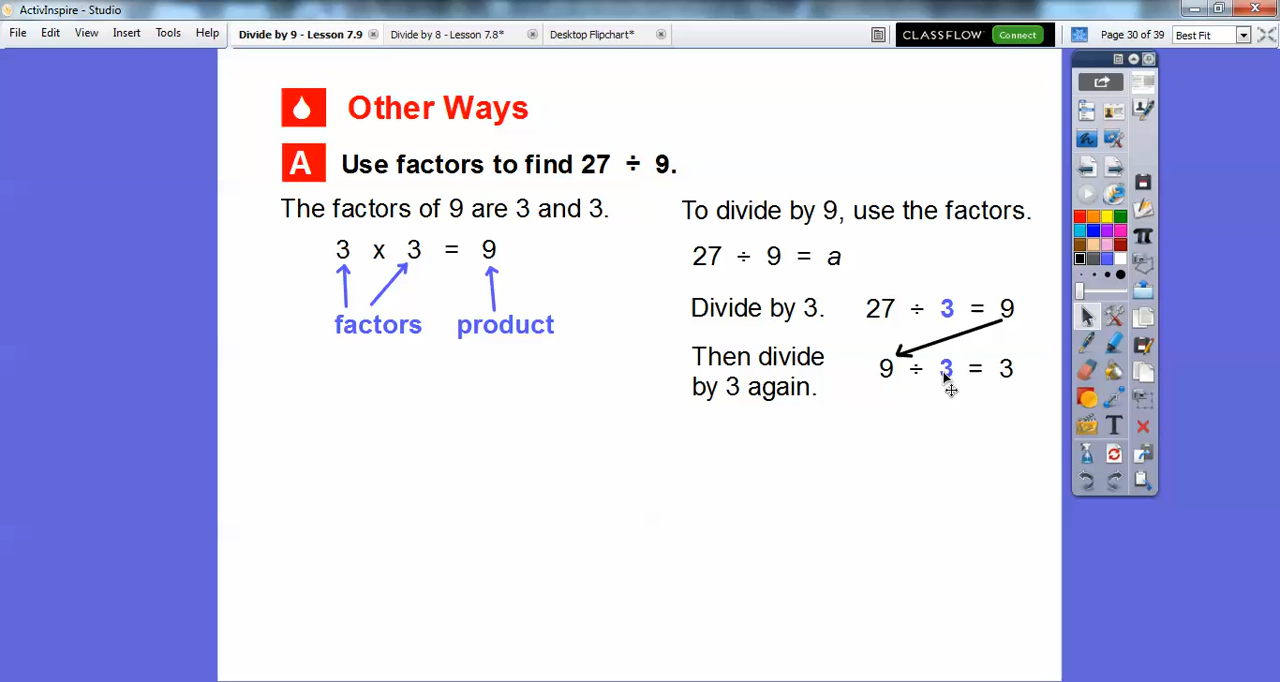 ActivInspire - Studio
File Edit View Insert Tools Help
Divide by 9 - Lesson 7.9
Divide by 8 - Lesson 7.8*
Desktop Flipchart*
CLASSFLOW Connect
Page 30 of 39
Best Fit
Other Ways
A Use factors to find 27 ÷ 9.
The factors of 9 are 3 and 3.
3 x 3 = 9
factors product
To divide by 9, use the factors.
27 ÷ 9 = a
Divide by 3. 27 ÷ 3 = 9
Then divide
by 3 again.
9 ÷ 3 = 3